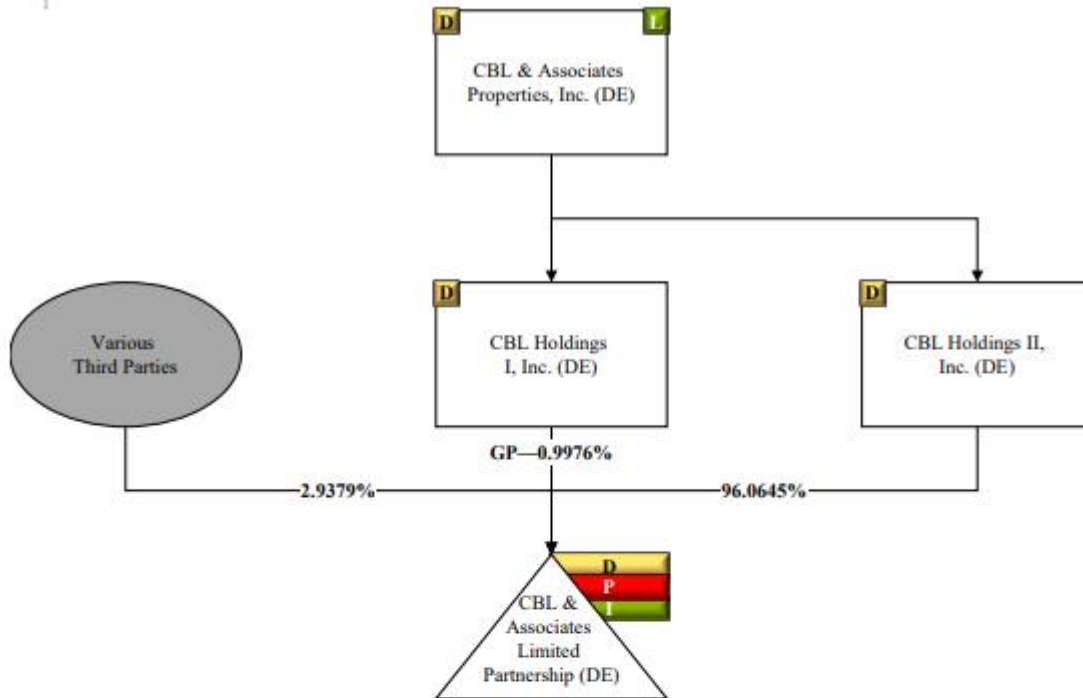 D
L
CBL & Associates
Properties, Inc. (DE)
Various
Third Parties
D
CBL Holdings
I, Inc. (DE)
D
CBL Holdings II,
Inc. (DE)
GP—0.9976%
2.9379%
96.0645%
D
P
I
CBL &
Associates
Limited
Partnership (DE)